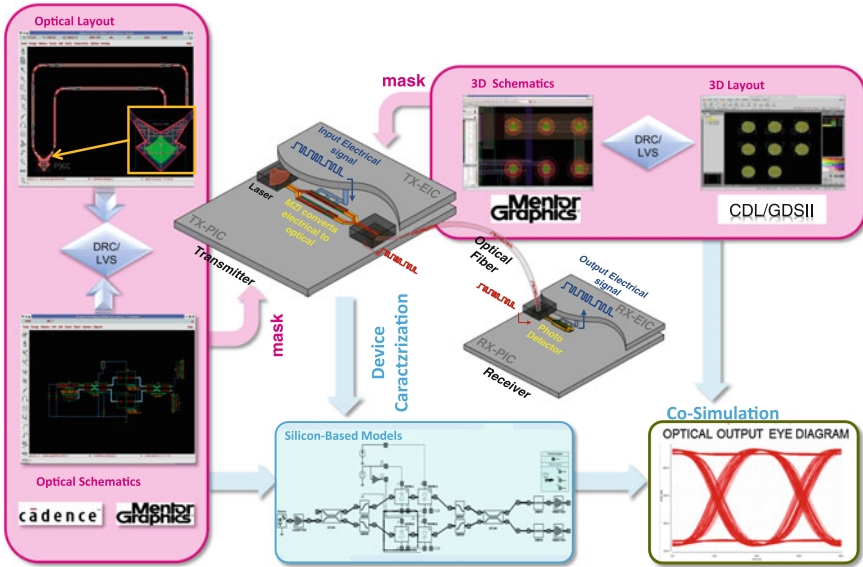 Optical Layout
DRC/
LVS
Optical Schematics
cādence™
Mentor
Graphics
mask
mask
3D Schematics
3D Layout
DRC/
LVS
Mentor
Graphics
CDL/GDSII
Input Electrical
signal
TX-EIC
Laser
MZI converts
electrical to
optical
TX-PIC
Transmitter
Optical
Fiber
Output Electrical
signal
RX-EIC
Photo
Detector
RX-PIC
Receiver
Device
Caractzrization
Silicon-Based Models
Co-Simulation
OPTICAL OUTPUT EYE DIAGRAM